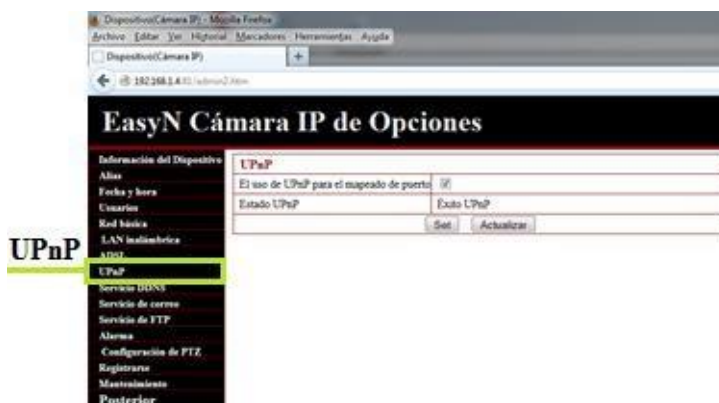 Dispositivo(Cámara IP) - Mozilla Firefox
Archivo Editar Ver Historial Marcadores Herramientas Ayuda
Dispositivo(Cámara IP)
+
192.168.1.4:81/admin2.htm
EasyN Cámara IP de Opciones
Información del Dispositivo
Alias
Fecha y hora
Usuarios
Red básica
LAN inalámbrica
ADSL
UPnP
Servicio DDNS
Servicio de correo
Servicio de FTP
Alarma
Configuración de PTZ
Registrarse
Mantenimiento
Posterior
UPnP
El uso de UPnP para el mapeado de puerto
Estado UPnP Éxito UPnP
Set Actualizar
UPnP